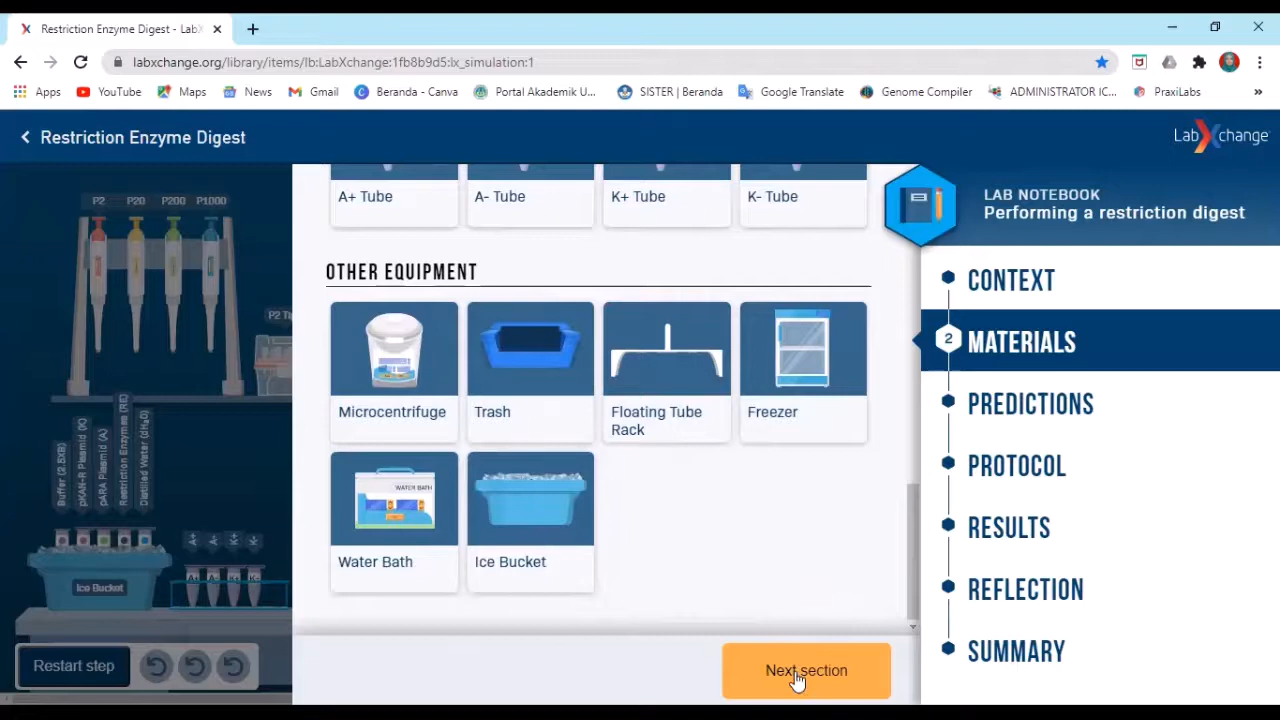 Restriction Enzyme Digest - LabX
labxchange.org/library/items/lb:LabXchange:1fb8b9d5:lx_simulation:1
Apps YouTube Maps News Gmail Beranda - Canva Portal Akademik U... SISTER | Beranda Google Translate Genome Compiler ADMINISTRATOR IC... PraxiLabs »
Restriction Enzyme Digest
LabXchange
P2 P20 P200 P1000
P2 Ti
Buffer (2.5xB)
pKAN-R Plasmid (K)
pARA Plasmid (A)
Restriction Enzymes (RE)
Distilled Water (dH₂O)
A+ A- K+ K-
A+ A- K+ K-
Ice Bucket
Restart step
A+ Tube A- Tube K+ Tube K- Tube
OTHER EQUIPMENT
Microcentrifuge Trash Floating Tube Rack Freezer
WATER BATH
Water Bath Ice Bucket
Next section
LAB NOTEBOOK
Performing a restriction digest
CONTEXT
2 MATERIALS
PREDICTIONS
PROTOCOL
RESULTS
REFLECTION
SUMMARY